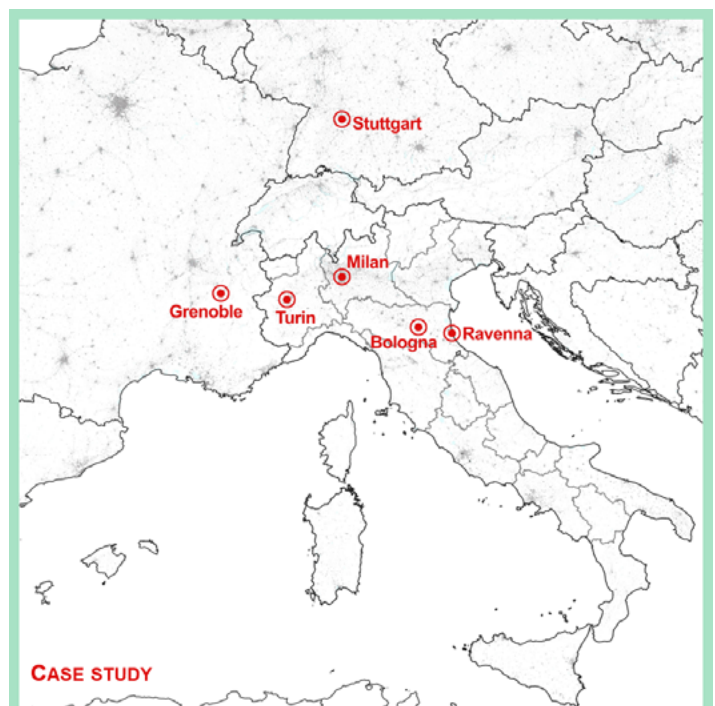 Stuttgart
Milan
Grenoble
Turin
Bologna
Ravenna
CASE STUDY